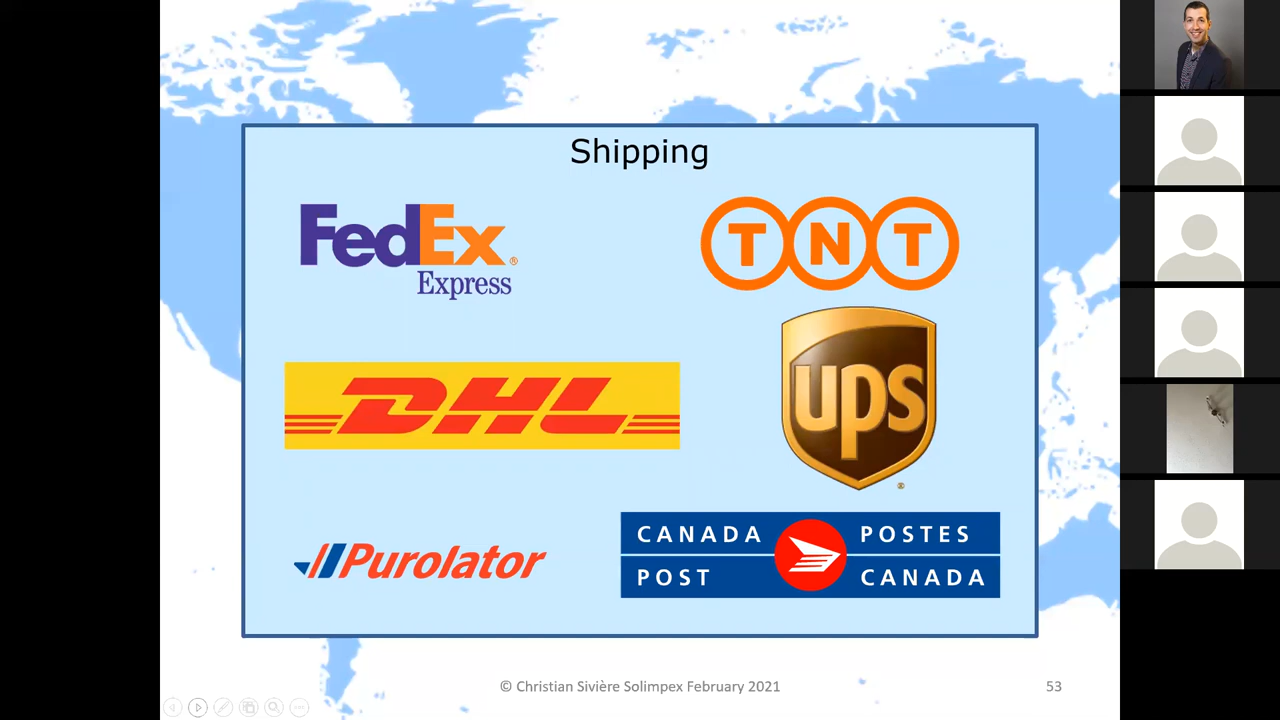 Shipping
FedEx®
Express
TNT
DHL
ups
®
Purolator
CANADA POSTES
POST CANADA
© Christian Sivière Solimpex February 2021
53